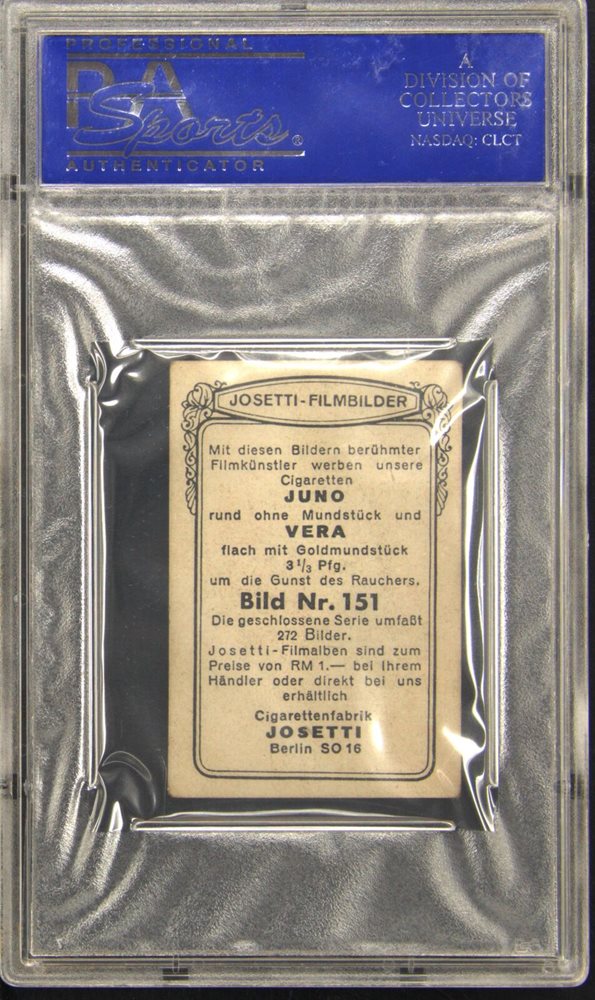 PROFESSIONAL
PSA
Sports®
AUTHENTICATOR
A
DIVISION OF
COLLECTORS
UNIVERSE
NASDAQ: CLCT
JOSETTI-FILMBILDER
Mit diesen Bildern berühmter
Filmkünstler werben unsere
Cigaretten
JUNO
rund ohne Mundstück und
VERA
flach mit Goldmundstück
3 1/3 Pfg.
um die Gunst des Rauchers.
Bild Nr. 151
Die geschlossene Serie umfaßt
272 Bilder.
Josetti-Filmalben sind zum
Preise von RM 1.— bei Ihrem
Händler oder direkt bei uns
erhältlich
Cigarettenfabrik
JOSETTI
Berlin SO 16